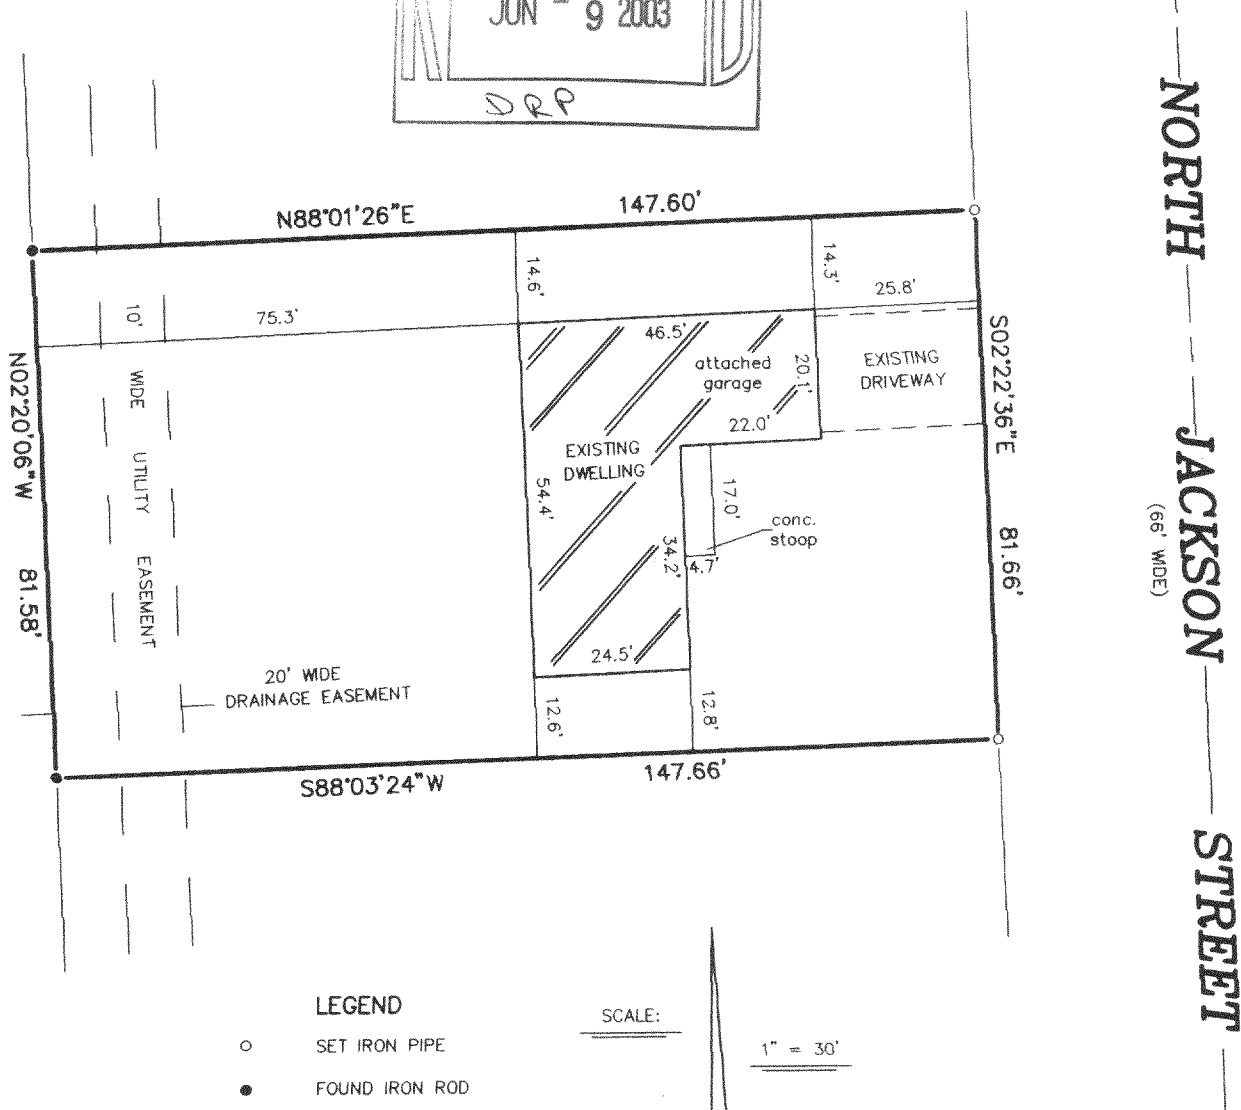 JUN - 9 2003
DRP
N88°01'26"E
147.60'
14.6'
14.3'
25.8'
10'
75.3'
46.5'
attached
garage
20.1'
EXISTING
DRIVEWAY
22.0'
N02°20'06"W
81.58'
WIDE UTILITY EASEMENT
EXISTING
DWELLING
54.4'
17.0'
conc.
stoop
34.2'
4.7'
24.5'
S02°22'36"E
81.66'
20' WIDE
DRAINAGE EASEMENT
12.6'
12.8'
S88°03'24"W
147.66'
NORTH JACKSON STREET
(66' WIDE)
LEGEND
SET IRON PIPE
FOUND IRON ROD
SCALE:
1" = 30'